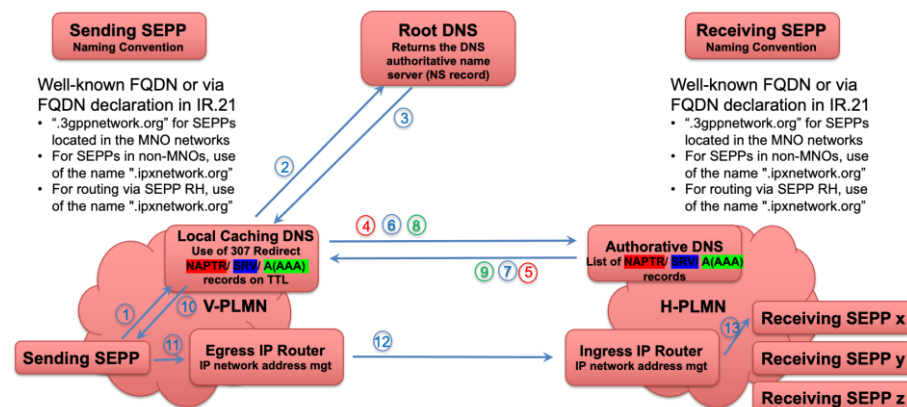 Sending SEPP
Naming Convention
Root DNS
Returns the DNS
authoritative name
server (NS record)
Receiving SEPP
Naming Convention
Well-known FQDN or via
FQDN declaration in IR.21
• ".3gppnetwork.org" for SEPPs
located in the MNO networks
• For SEPPs in non-MNOs, use
of the name ".ipxnetwork.org"
• For routing via SEPP RH, use
of the name ".ipxnetwork.org"
Well-known FQDN or via
FQDN declaration in IR.21
• ".3gppnetwork.org" for SEPPs
located in the MNO networks
• For SEPPs in non-MNOs, use
of the name ".ipxnetwork.org"
• For routing via SEPP RH, use
of the name ".ipxnetwork.org"
2
3
Local Caching DNS
Use of 307 Redirect
NAPTR/ SRV/ A(AAA)
records on TTL
4 6 8
9 7 5
Authorative DNS
List of NAPTR/ SRV A(AAA)
records
1
10
V-PLMN
H-PLMN
Sending SEPP
11
Egress IP Router
IP network address mgt
12
Ingress IP Router
IP network address mgt
13
Receiving SEPP x
Receiving SEPP y
Receiving SEPP z